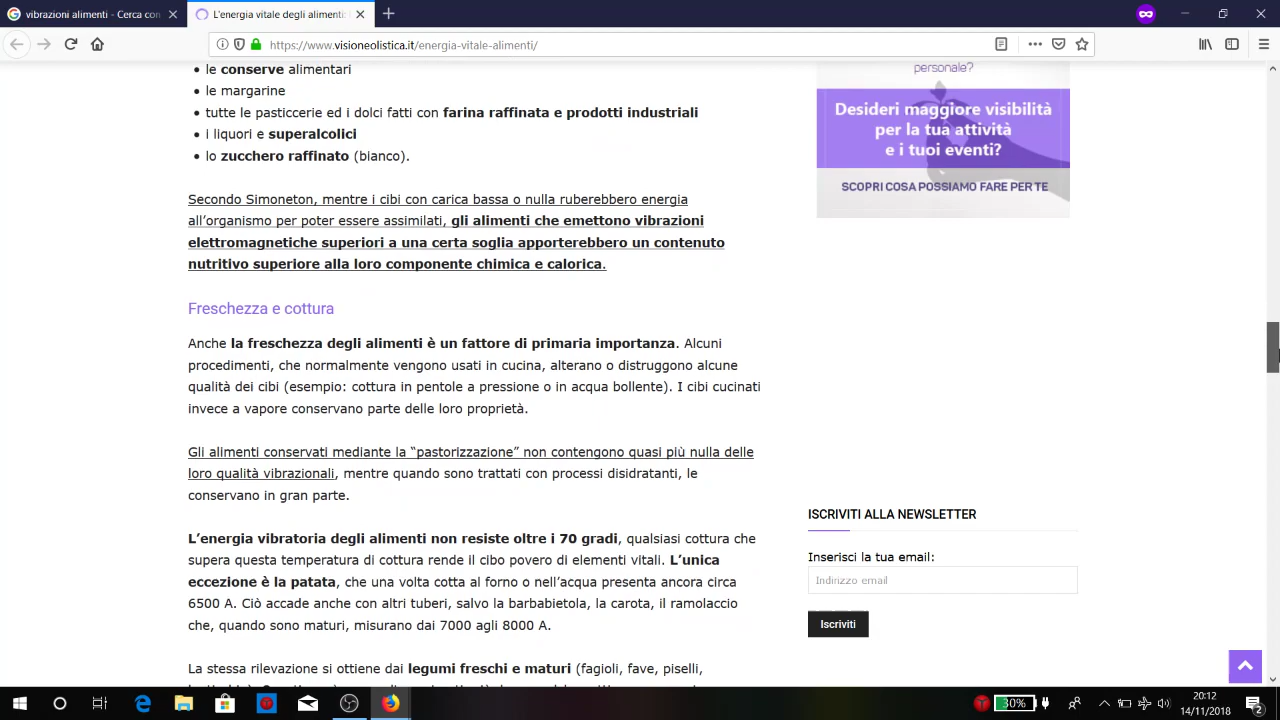 vibrazioni alimenti - Cerca con
L'energia vitale degli alimenti:
https://www.visioneolistica.it/energia-vitale-alimenti/
le conserve alimentari
le margarine
tutte le pasticcerie ed i dolci fatti con farina raffinata e prodotti industriali
i liquori e superalcolici
lo zucchero raffinato (bianco).
Secondo Simoneton, mentre i cibi con carica bassa o nulla ruberebbero energia
all'organismo per poter essere assimilati, gli alimenti che emettono vibrazioni
elettromagnetiche superiori a una certa soglia apporterebbero un contenuto
nutritivo superiore alla loro componente chimica e calorica.
Freschezza e cottura
Anche la freschezza degli alimenti è un fattore di primaria importanza. Alcuni
procedimenti, che normalmente vengono usati in cucina, alterano o distruggono alcune
qualità dei cibi (esempio: cottura in pentole a pressione o in acqua bollente). I cibi cucinati
invece a vapore conservano parte delle loro proprietà.
Gli alimenti conservati mediante la “pastorizzazione” non contengono quasi più nulla delle
loro qualità vibrazionali, mentre quando sono trattati con processi disidratanti, le
conservano in gran parte.
L'energia vibratoria degli alimenti non resiste oltre i 70 gradi, qualsiasi cottura che
supera questa temperatura di cottura rende il cibo povero di elementi vitali. L'unica
eccezione è la patata, che una volta cotta al forno o nell'acqua presenta ancora circa
6500 A. Ciò accade anche con altri tuberi, salvo la barbabietola, la carota, il ramolaccio
che, quando sono maturi, misurano dai 7000 agli 8000 A.
La stessa rilevazione si ottiene dai legumi freschi e maturi (fagioli, fave, piselli,
personale?
Desideri maggiore visibilità
per la tua attività
e i tuoi eventi?
SCOPRI COSA POSSIAMO FARE PER TE
ISCRIVITI ALLA NEWSLETTER
Inserisci la tua email:
Indirizzo email
Iscriviti
30%
20:12
14/11/2018
2